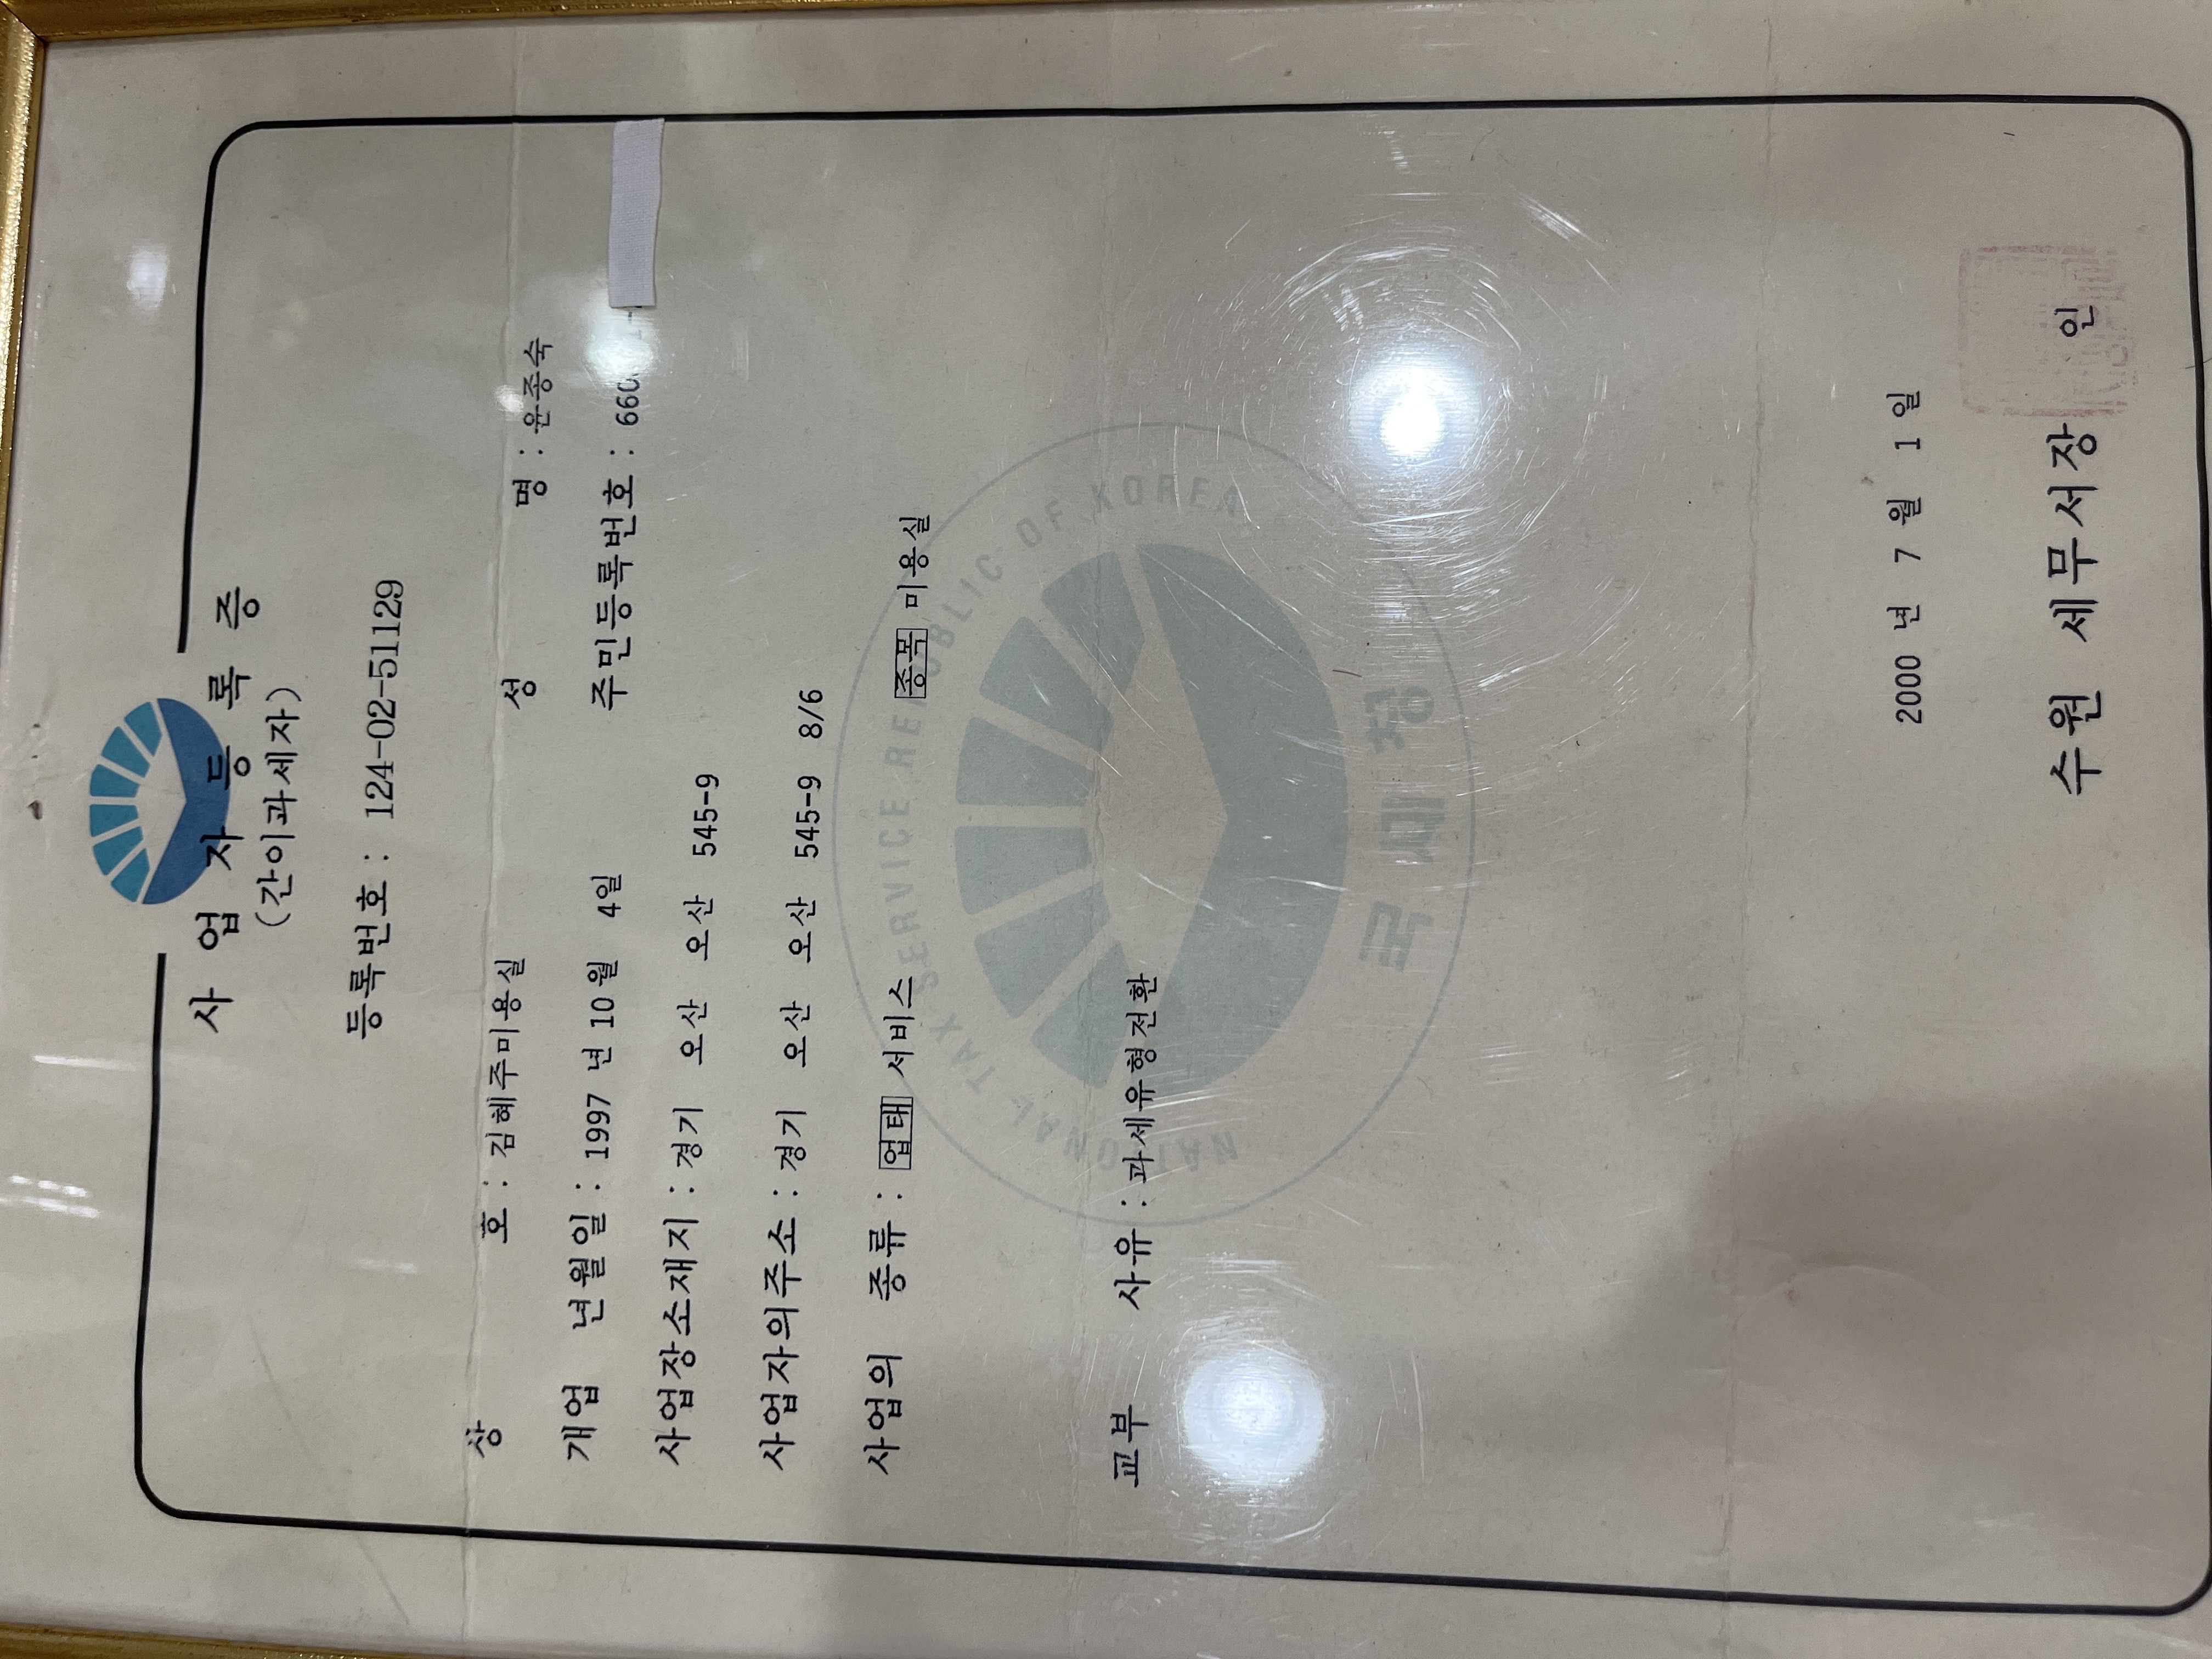 사업자등록증
(간이과세자)
등록번호 : 124-02-51129
상 호 : 김혜주미용실 성 명 : 윤종숙
개업 년월일 : 1997 년 10 월 4일 주민등록번호 : 660
사업장소재지 : 경기 오산 오산 545-9
사업자의주소 : 경기 오산 오산 545-9 8/6
사업의 종류 : 업태 서비스 종목 미용실
NATIONAL TAX SERVICE REPUBLIC OF KOREA
교부 사유 : 과세유형전환
국세청
2000 년 7 월 1 일
수원 세무서장 인